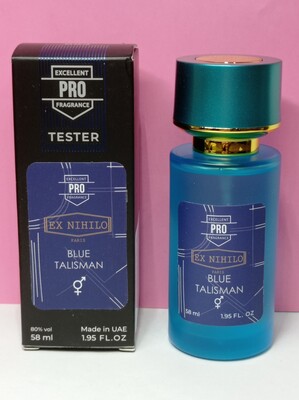 EXCELLENT
PRO
FRAGRANCE
TESTER
EXCELLENT
PRO
FRAGRANCE
EX NIHILO
PARIS
BLUE
TALISMAN
80% vol
58 ml
Made in UAE
1.95 FL.OZ
EXCELLENT
PRO
FRAGRANCE
EX NIHILO
PARIS
BLUE
TALISMAN
58 ml
1.95 FL.OZ